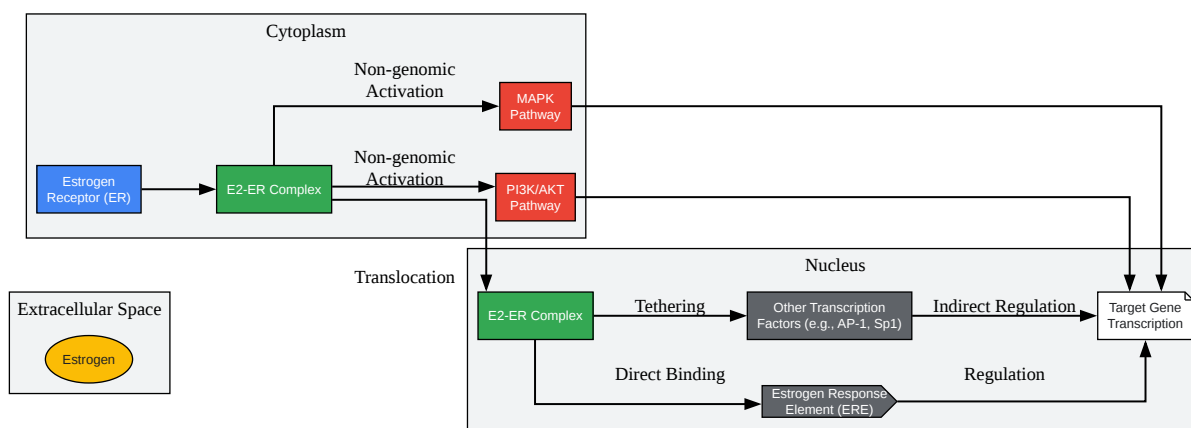 Cytoplasm
Non-genomic
Activation
MAPK
Pathway
Non-genomic
Activation
Estrogen
Receptor (ER)
E2-ER Complex
PI3K/AKT
Pathway
Nucleus
Translocation
Extracellular Space
Estrogen
E2-ER Complex
Tethering
Other Transcription
Factors (e.g., AP-1, Sp1)
Indirect Regulation
Target Gene
Transcription
Direct Binding
Regulation
Estrogen Response
Element (ERE)